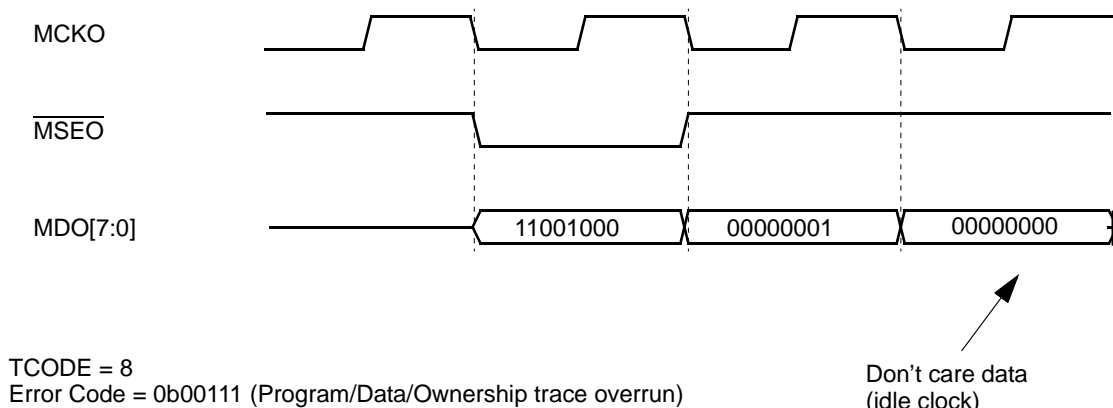 MCKO
MSEO
MDO[7:0] 11001000 00000001 00000000
TCODE = 8
Error Code = 0b00111 (Program/Data/Ownership trace overrun)
Don't care data
(idle clock)